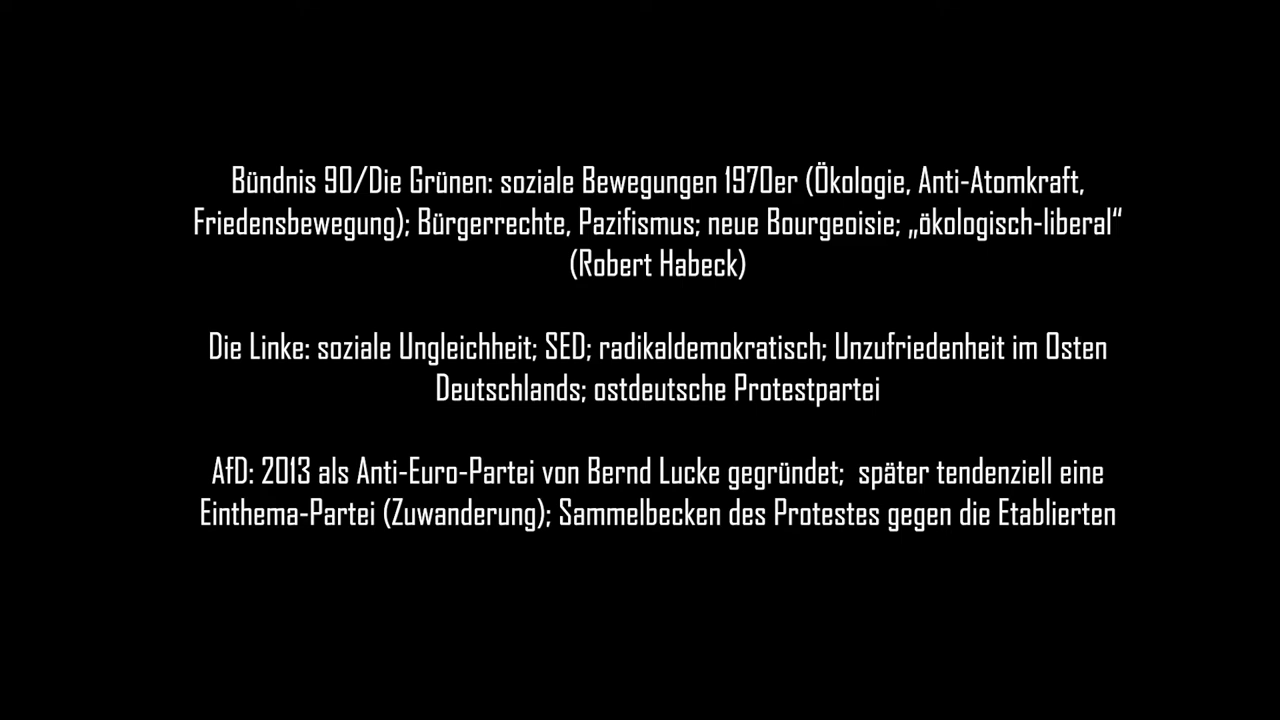 Bündnis 90/Die Grünen: soziale Bewegungen 1970er (Ökologie, Anti-Atomkraft,
Friedensbewegung); Bürgerrechte, Pazifismus; neue Bourgeoisie; „ökologisch-liberal“
(Robert Habeck)
Die Linke: soziale Ungleichheit; SED; radikaldemokratisch; Unzufriedenheit im Osten
Deutschlands; ostdeutsche Protestpartei
AfD: 2013 als Anti-Euro-Partei von Bernd Lucke gegründet;  später tendenziell eine
Einthema-Partei (Zuwanderung); Sammelbecken des Protestes gegen die Etablierten